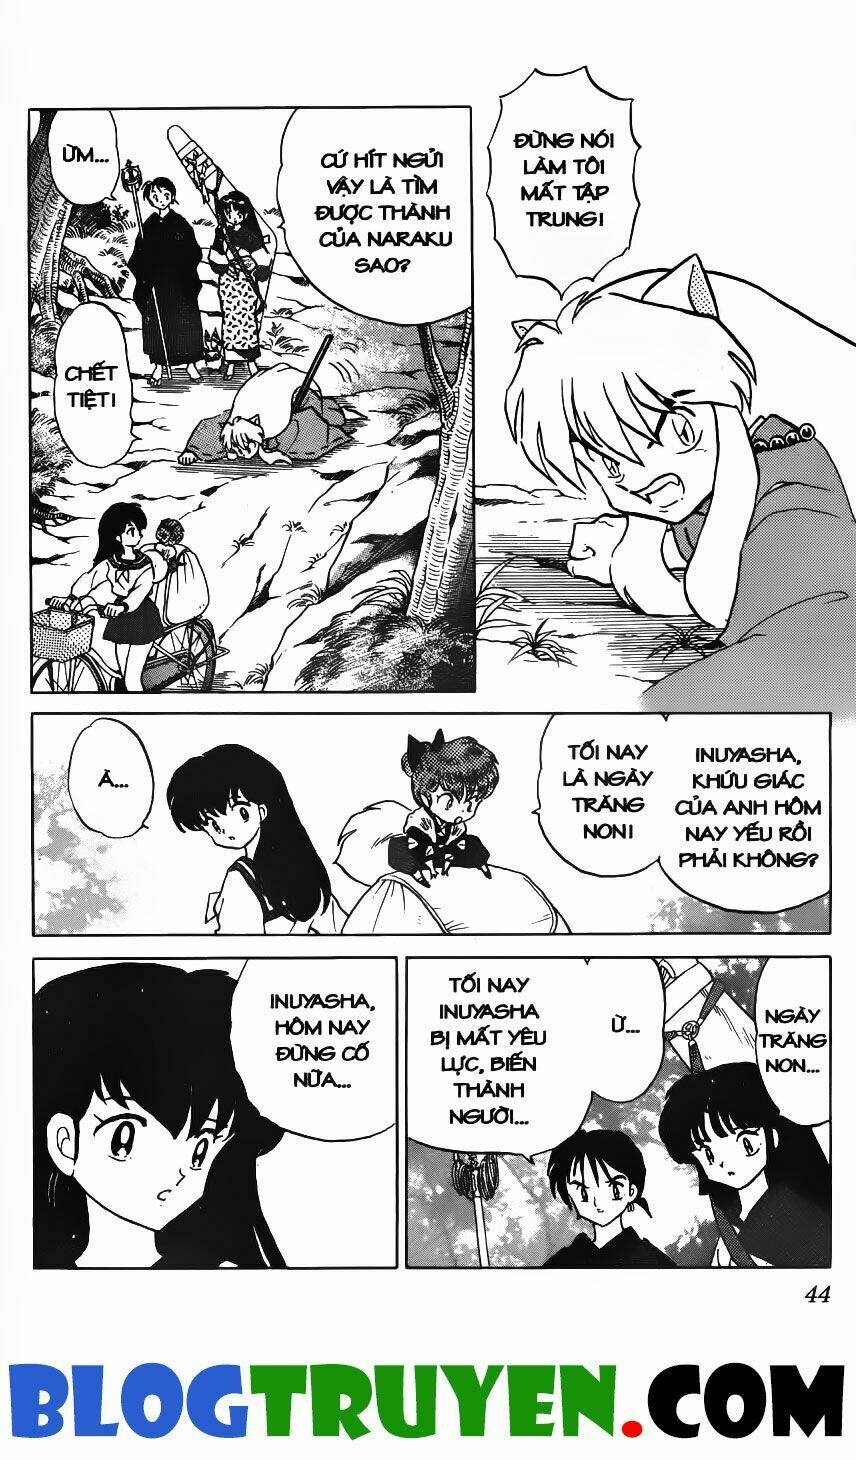 ĐỪNG NÓI
LÀM TÔI
MẤT TẬP
TRUNG!
CỨ HÍT NGỬI
VẬY LÀ TÌM
ĐƯỢC THÀNH
CỦA NARAKU
SAO?
ỪM...
CHẾT
TIỆT!
INUYASHA,
KHỨU GIÁC
CỦA ANH HÔM
NAY YẾU RỒI
PHẢI KHÔNG?
TỐI NAY
LÀ NGÀY
TRĂNG
NON!
À...
NGÀY
TRĂNG
NON...
Ừ...
TỐI NAY
INUYASHA
BỊ MẤT YÊU
LỰC, BIẾN
THÀNH
NGƯỜI...
INUYASHA,
HÔM NAY
ĐỪNG CỐ
NỮA...
44
BLOGTRUYEN.COM